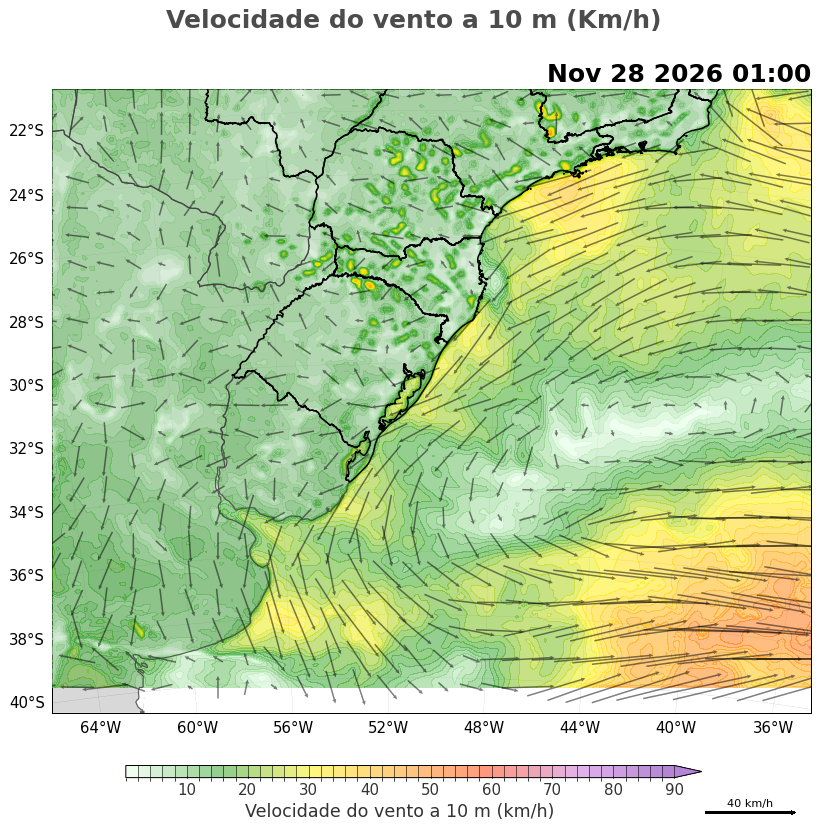 Velocidade do vento a 10 m (Km/h)
Nov 28 2026 01:00
22°S
24°S
26°S
28°S
30°S
32°S
34°S
36°S
38°S
40°S
64°W 60°W 56°W 52°W 48°W 44°W 40°W 36°W
10 20 30 40 50 60 70 80 90
Velocidade do vento a 10 m (km/h)
40 km/h